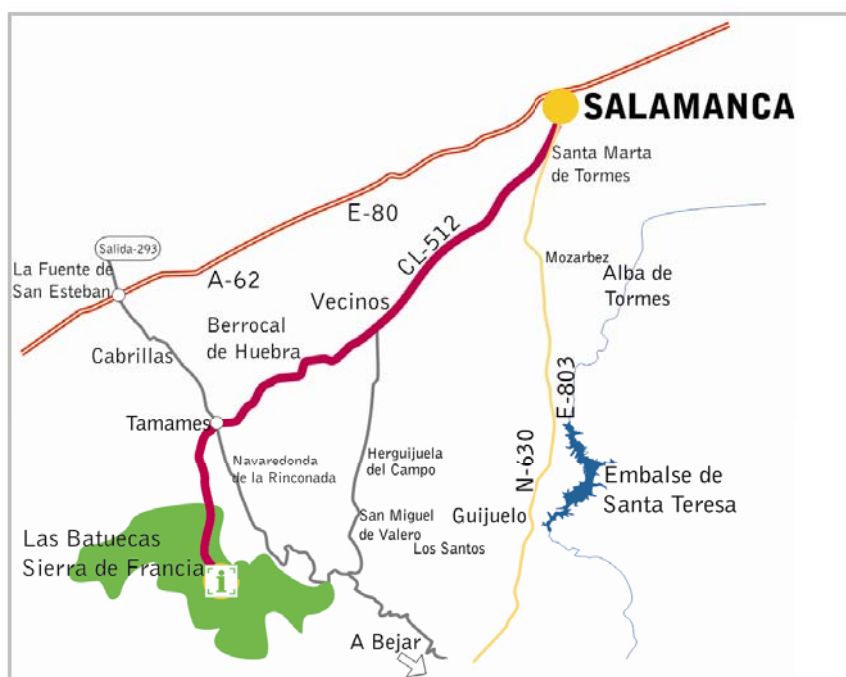 SALAMANCA
Santa Marta
de Tormes
E-80
CL-512
Salida-293
Mozarbez
La Fuente de
San Esteban
A-62
Alba de
Tormes
Vecinos
Berrocal
de Huebra
Cabrillas
E-803
Tamames
Navaredonda
de la Rinconada
Herguijuela
del Campo
N-630
Embalse de
Santa Teresa
San Miguel
de Valero
Guijuelo
Los Santos
Las Batuecas
Sierra de Francia
i
A Bejar